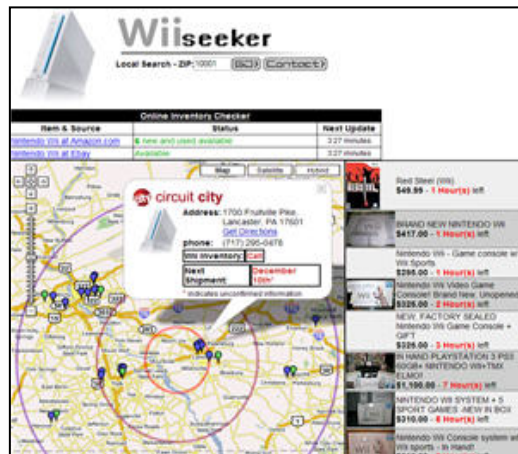 Wiiseeker
Local Search - ZIP: 10001 GO> Contact>
Online Inventory Checker
Item & Source Status Next Update
Nintendo Wii at Amazon.com 6 new and used available 3:27 minutes
Nintendo Wii at Ebay Available 3:27 minutes
Map Satellite Hybrid
circuit city
Address: 1700 Fruitville Pike,
Lancaster, PA 17601
Get Directions
phone: (717) 295-0478
Wii Inventory: Call
Next
Shipment: December
10th*
* indicates unconfirmed information
Red Steel (Wii)
$49.99 - 1 Hour(s) left
BRAND NEW NINTENDO WII
$417.00 - 1 Hour(s) left
Nintendo Wii - Game console w/
Wii Sports
$295.00 - 1 Hour(s) left
Nintendo Wii Video Game
Console! Brand New, Unopened
$325.00 - 2 Hour(s) left
NEW, FACTORY SEALED
Nintendo Wii Game Console +
GIFT
$325.00 - 3 Hour(s) left
IN HAND PLAYSTATION 3 PS3
60GB+ NINTENDO WII+TMX
ELMO!
$1,100.00 - 7 Hour(s) left
NINTENDO WII SYSTEM + 5
SPORT GAMES -NEW IN BOX
$310.00 - 6 Hour(s) left
Nintendo Wii Console system w/
Wii sports - In Hand!